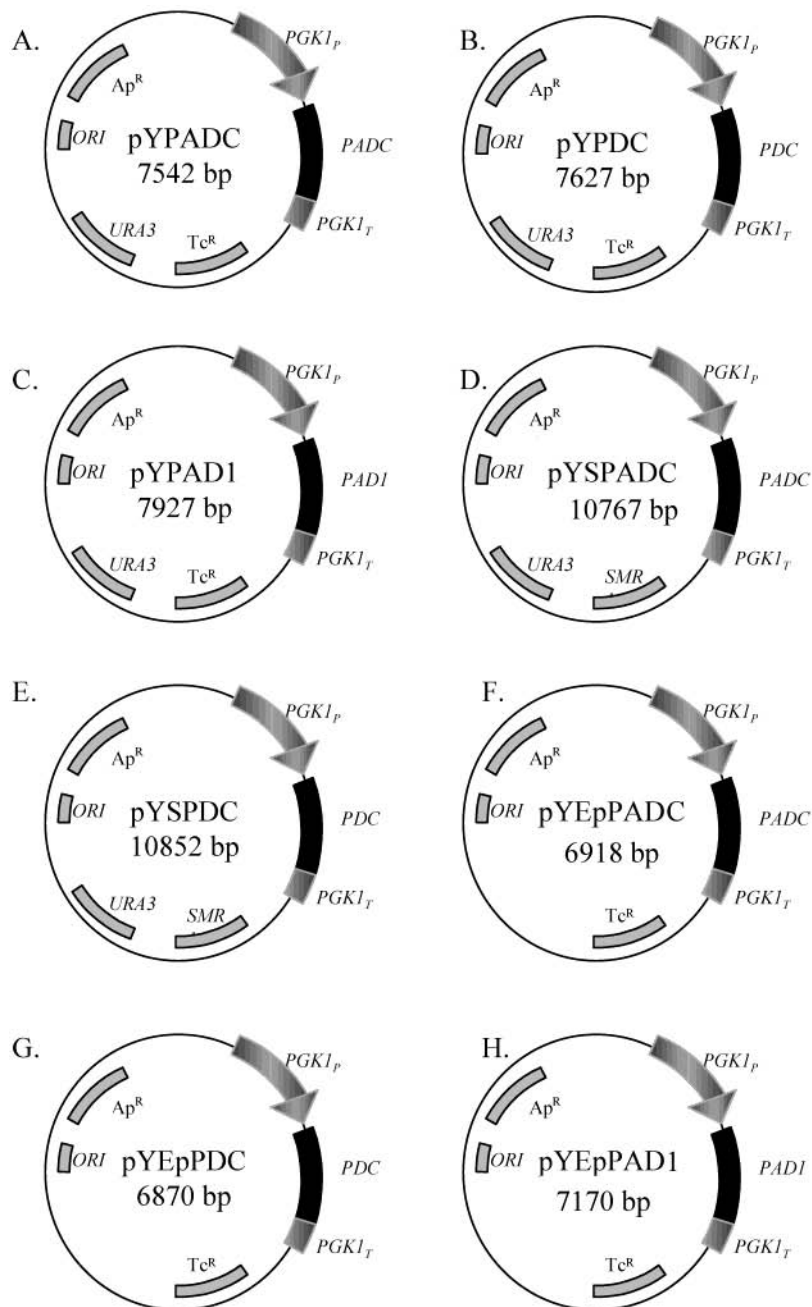 A.
PGK1P
ApR
ORI
pYPADC
7542 bp
PADC
URA3
TcR
PGK1T
B.
PGK1P
ApR
ORI
pYPDC
7627 bp
PDC
URA3
TcR
PGK1T
C.
PGK1P
ApR
ORI
pYPAD1
7927 bp
PAD1
URA3
TcR
PGK1T
D.
PGK1P
ApR
ORI
pYSPADC
10767 bp
PADC
URA3
SMR
PGK1T
E.
PGK1P
ApR
ORI
pYSPDC
10852 bp
PDC
URA3
SMR
PGK1T
F.
PGK1P
ApR
ORI
pYEpPADC
6918 bp
PADC
TcR
PGK1T
G.
PGK1P
ApR
ORI
pYEpPDC
6870 bp
PDC
TcR
PGK1T
H.
PGK1P
ApR
ORI
pYEpPAD1
7170 bp
PAD1
TcR
PGK1T